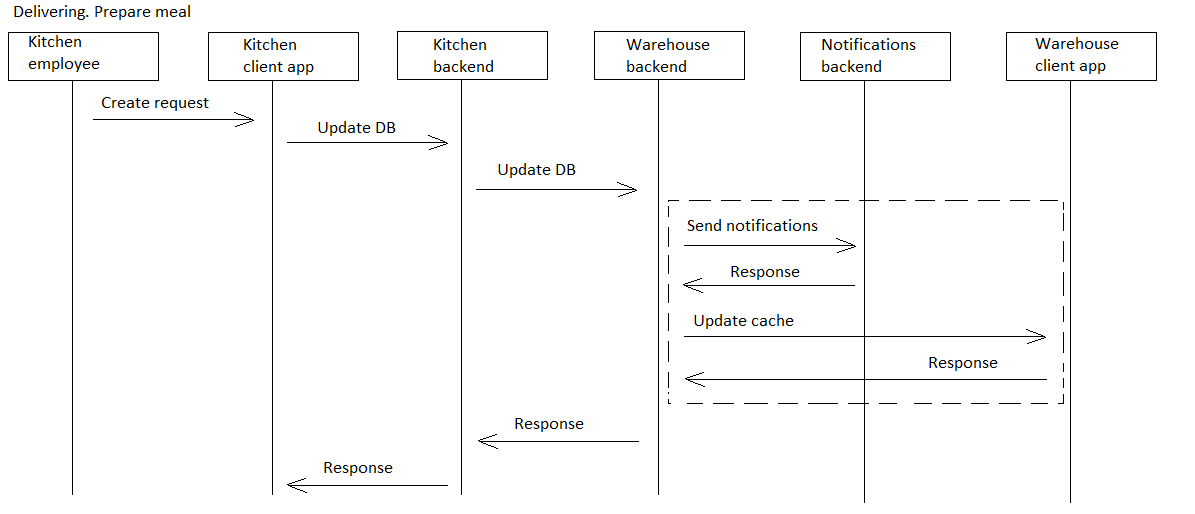 Delivering. Prepare meal
Kitchen
employee
Kitchen
client app
Kitchen
backend
Warehouse
backend
Notifications
backend
Warehouse
client app
Create request
Update DB
Update DB
Send notifications
Response
Update cache
Response
Response
Response